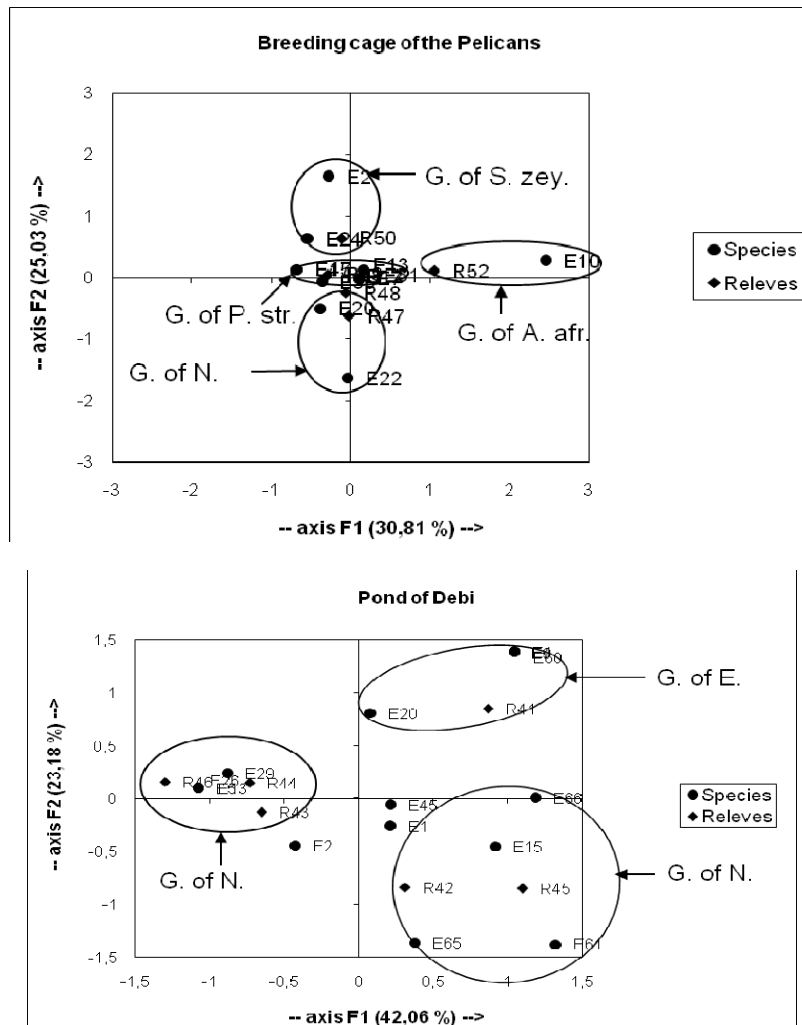 Breeding cage of the Pelicans
3
2
1
0
-1
-2
-3
-3
-2
-1
0
1
2
3
-- axis F2 (25,03 %) -->
-- axis F1 (30,81 %) -->
E2
G. of S. zey.
E24
R50
E13
R52
E10
R48
G. of P. str.
E20
R47
G. of A. afr.
G. of N.
E22
Species
Releves
Pond of Debi
1,5
1
0,5
0
-0,5
-1
-1,5
-1,5
-1
-0,5
0
0,5
1
1,5
-- axis F2 (23,18 %) -->
-- axis F1 (42,06 %) -->
E60
G. of E.
E20
R41
E29
R46
R44
E33
R43
E45
E66
E1
F2
E15
G. of N.
R42
R45
G. of N.
E65
E61
Species
Releves